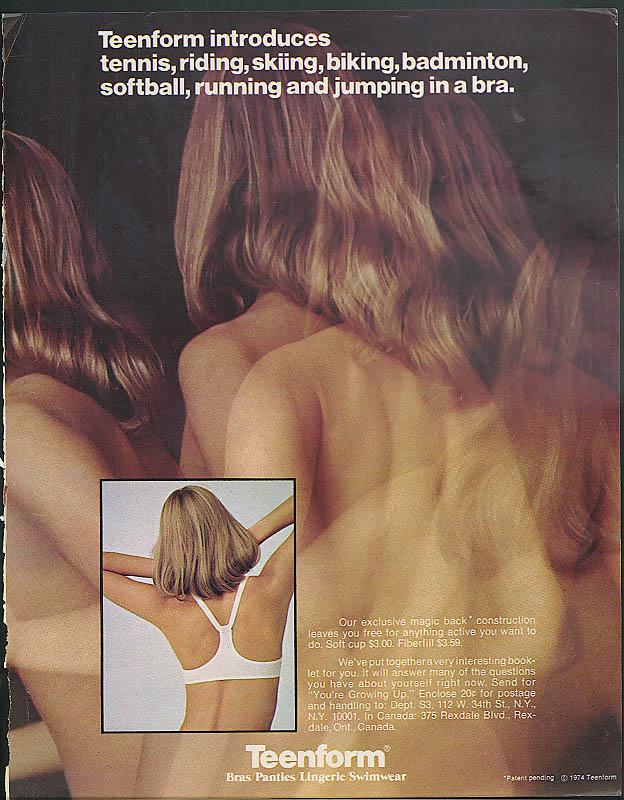 Teenform introduces
tennis, riding, skiing, biking, badminton,
softball, running and jumping in a bra.
Our exclusive magic back* construction
leaves you free for anything active you want to
do. Soft cup $3.00. Fiberfill $3.59.
We've put together a very interesting book-
let for you. It will answer many of the questions
you have about yourself right now. Send for
"You're Growing Up." Enclose 20¢ for postage
and handling to: Dept. S3, 112 W. 34th St., N.Y.,
N.Y. 10001. In Canada: 375 Rexdale Blvd., Rex-
dale, Ont., Canada.
Teenform®
Bras/Panties/Lingerie/Swimwear
*Patent pending © 1974 Teenform